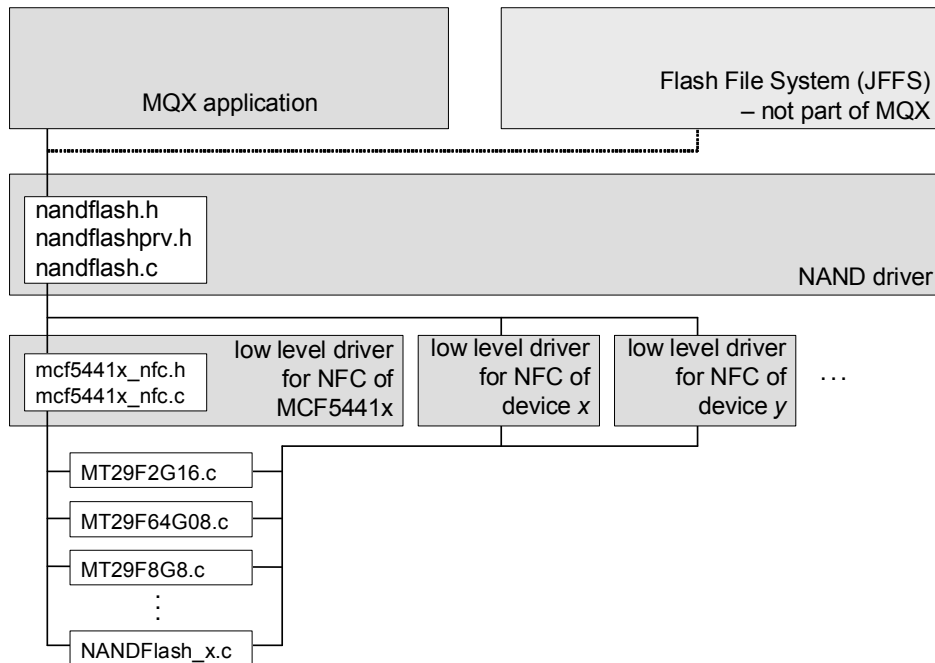 MQX application
Flash File System (JFFS)
– not part of MQX
nandflash.h
nandflashprv.h
nandflash.c
NAND driver
mcf5441x_nfc.h
mcf5441x_nfc.c
low level driver
for NFC of
MCF5441x
low level driver
for NFC of
device x
low level driver
for NFC of
device y
...
MT29F2G16.c
MT29F64G08.c
MT29F8G8.c
...
NANDFlash_x.c